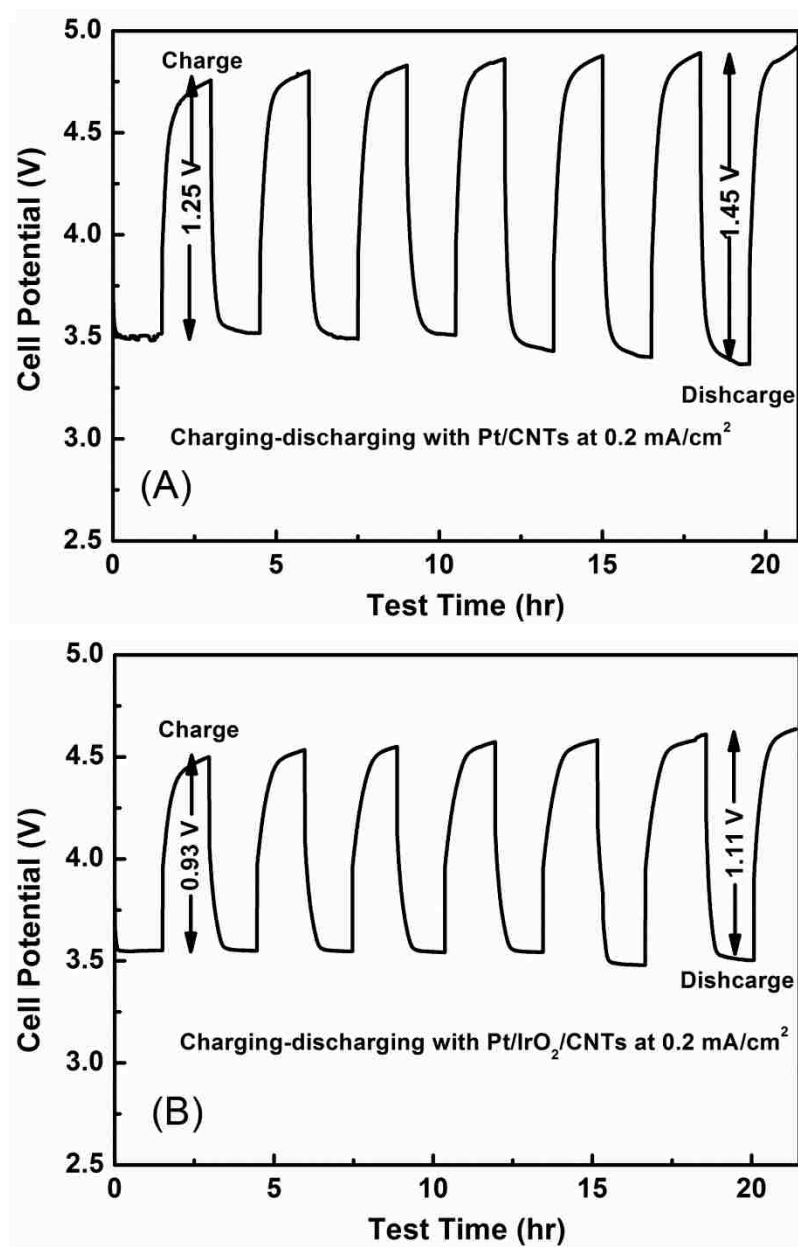 5.0
Charge
4.5
1.25 V
1.45 V
4.0
Cell Potential (V)
3.5
Dishcarge
3.0
Charging-discharging with Pt/CNTs at 0.2 mA/cm²
(A)
2.5
0 5 10 15 20
Test Time (hr)
5.0
Charge
4.5
0.93 V
1.11 V
4.0
Cell Potential (V)
3.5
Dishcarge
3.0
Charging-discharging with Pt/IrO₂/CNTs at 0.2 mA/cm²
(B)
2.5
0 5 10 15 20
Test Time (hr)